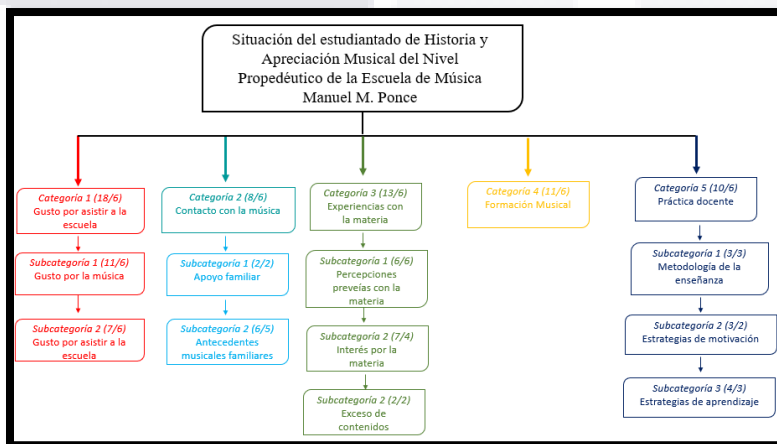 Situación del estudiantado de Historia y
Apreciación Musical del Nivel
Propedéutico de la Escuela de Música
Manuel M. Ponce
Categoría 1 (18/6)
Gusto por asistir a la
escuela
Subcategoría 1 (11/6)
Gusto por la música
Subcategoría 2 (7/6)
Gusto por asistir a la
escuela
Categoría 2 (8/6)
Contacto con la música
Subcategoría 1 (2/2)
Apoyo familiar
Subcategoría 2 (6/5)
Antecedentes
musicales familiares
Categoría 3 (13/6)
Experiencias con
la materia
Subcategoría 1 (6/6)
Percepciones
preveías con la
materia
Subcategoría 2 (7/4)
Interés por la
materia
Subcategoría 2 (2/2)
Exceso de
contenidos
Categoría 4 (11/6)
Formación Musical
Categoría 5 (10/6)
Práctica docente
Subcategoría 1 (3/3)
Metodología de la
enseñanza
Subcategoría 2 (3/2)
Estrategias de motivación
Subcategoría 3 (4/3)
Estrategias de aprendizaje